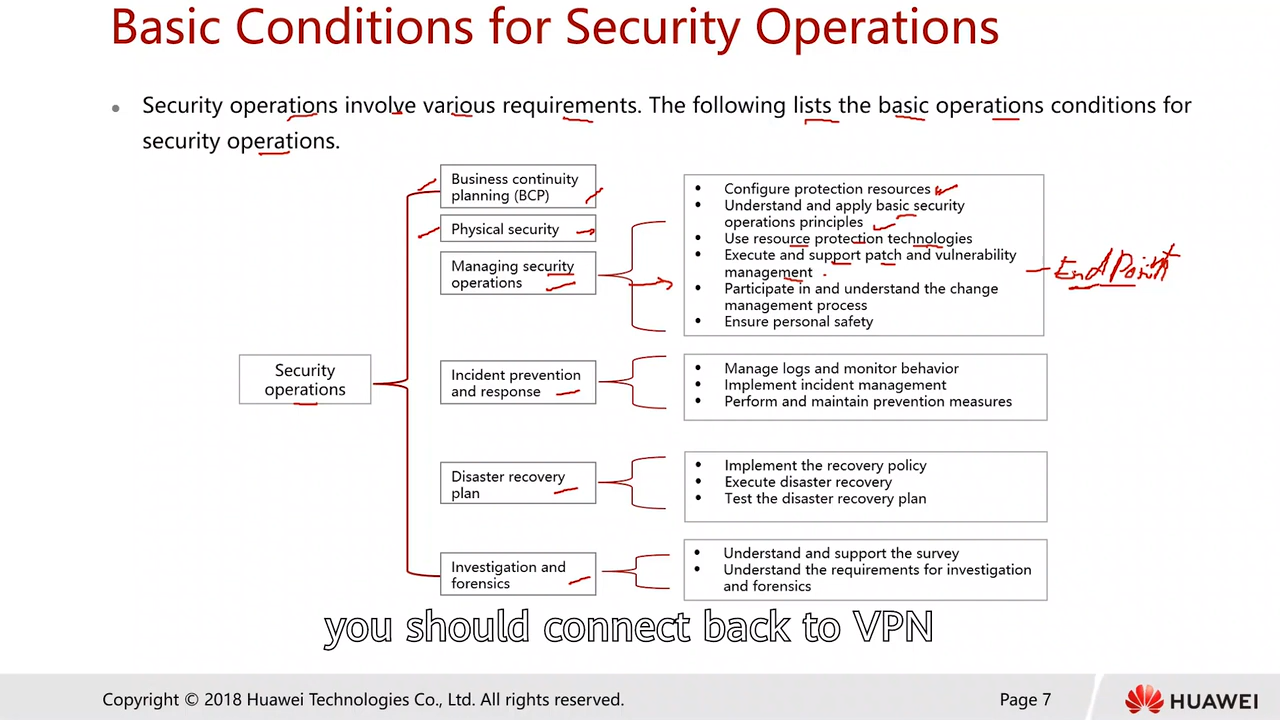 Basic Conditions for Security Operations
• Security operations involve various requirements. The following lists the basic operations conditions for
security operations.
Security
operations
Business continuity
planning (BCP)
Physical security
Managing security
operations
• Configure protection resources
• Understand and apply basic security
operations principles
• Use resource protection technologies
• Execute and support patch and vulnerability
management
• Participate in and understand the change
management process
• Ensure personal safety
End Point
Incident prevention
and response
• Manage logs and monitor behavior
• Implement incident management
• Perform and maintain prevention measures
Disaster recovery
plan
• Implement the recovery policy
• Execute disaster recovery
• Test the disaster recovery plan
Investigation and
forensics
• Understand and support the survey
• Understand the requirements for investigation
and forensics
you should connect back to VPN
Copyright © 2018 Huawei Technologies Co., Ltd. All rights reserved.
Page 7
HUAWEI